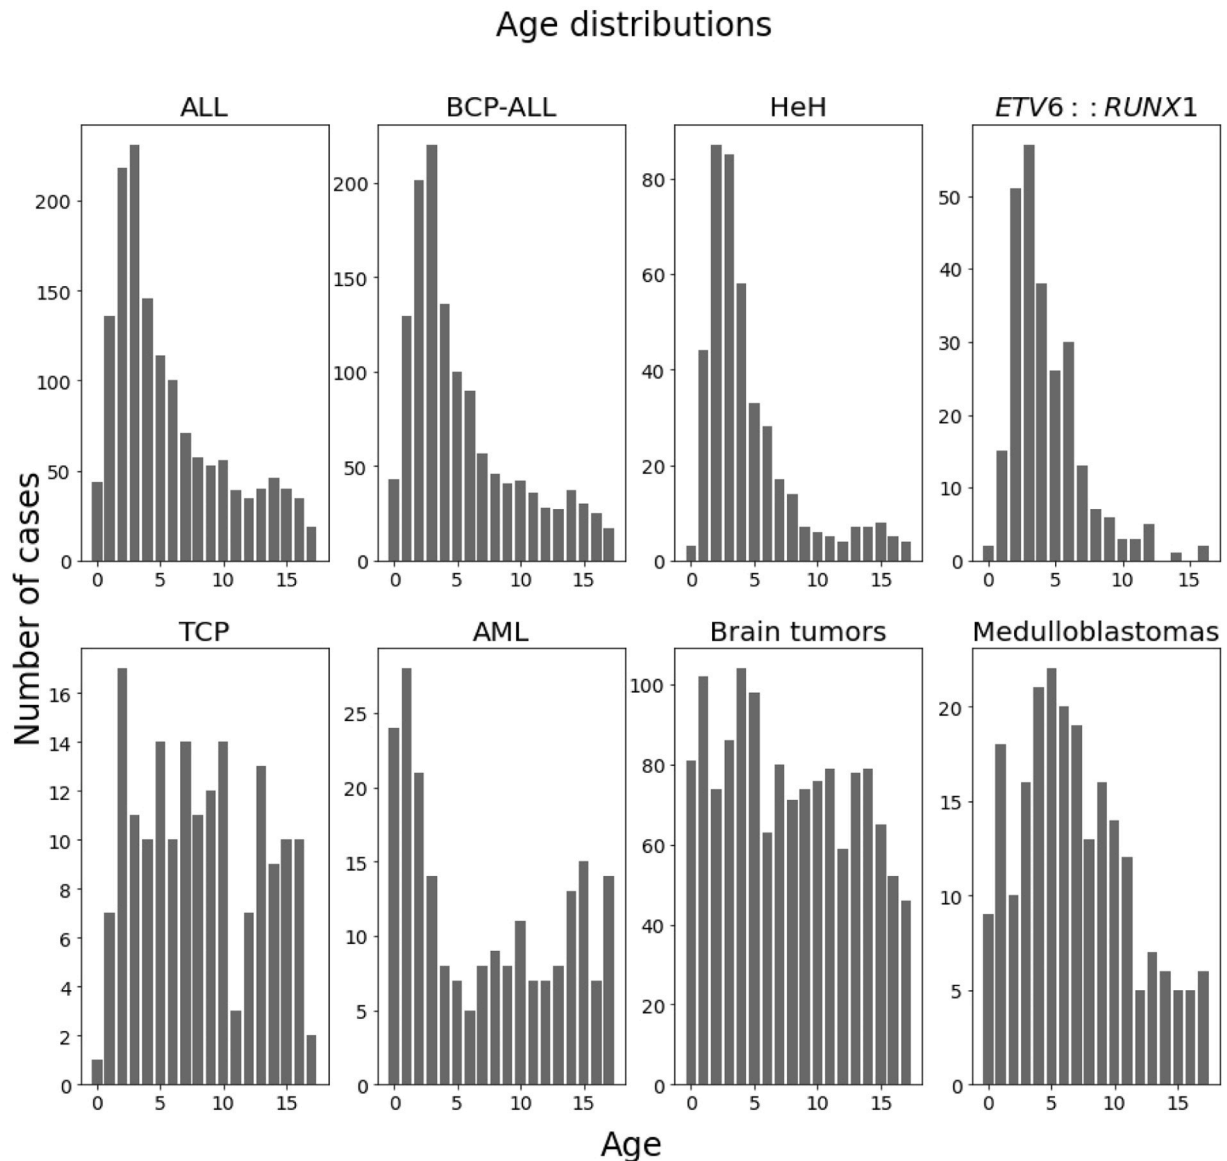 Age distributions
ALL
BCP-ALL
HeH
ETV6::RUNX1
200
150
100
50
0
0 5 10 15
200
150
100
50
0
0 5 10 15
80
60
40
20
0
0 5 10 15
50
40
30
20
10
0
0 5 10 15
Number of cases
TCP
AML
Brain tumors
Medulloblastomas
16
14
12
10
8
6
4
2
0
0 5 10 15
25
20
15
10
5
0
0 5 10 15
100
80
60
40
20
0
0 5 10 15
20
15
10
5
0
0 5 10 15
Age